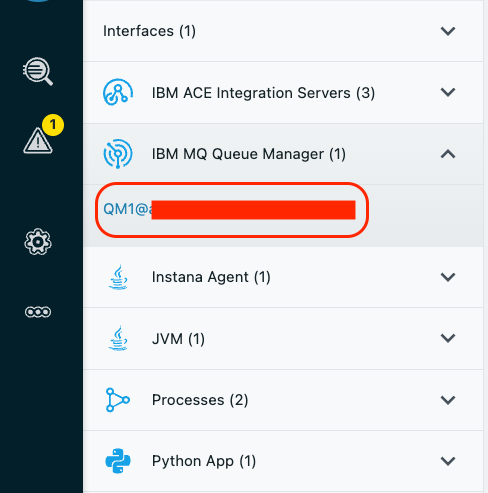 Interfaces (1)
IBM ACE Integration Servers (3)
1
IBM MQ Queue Manager (1)
QM1@
Instana Agent (1)
JVM (1)
Processes (2)
Python App (1)